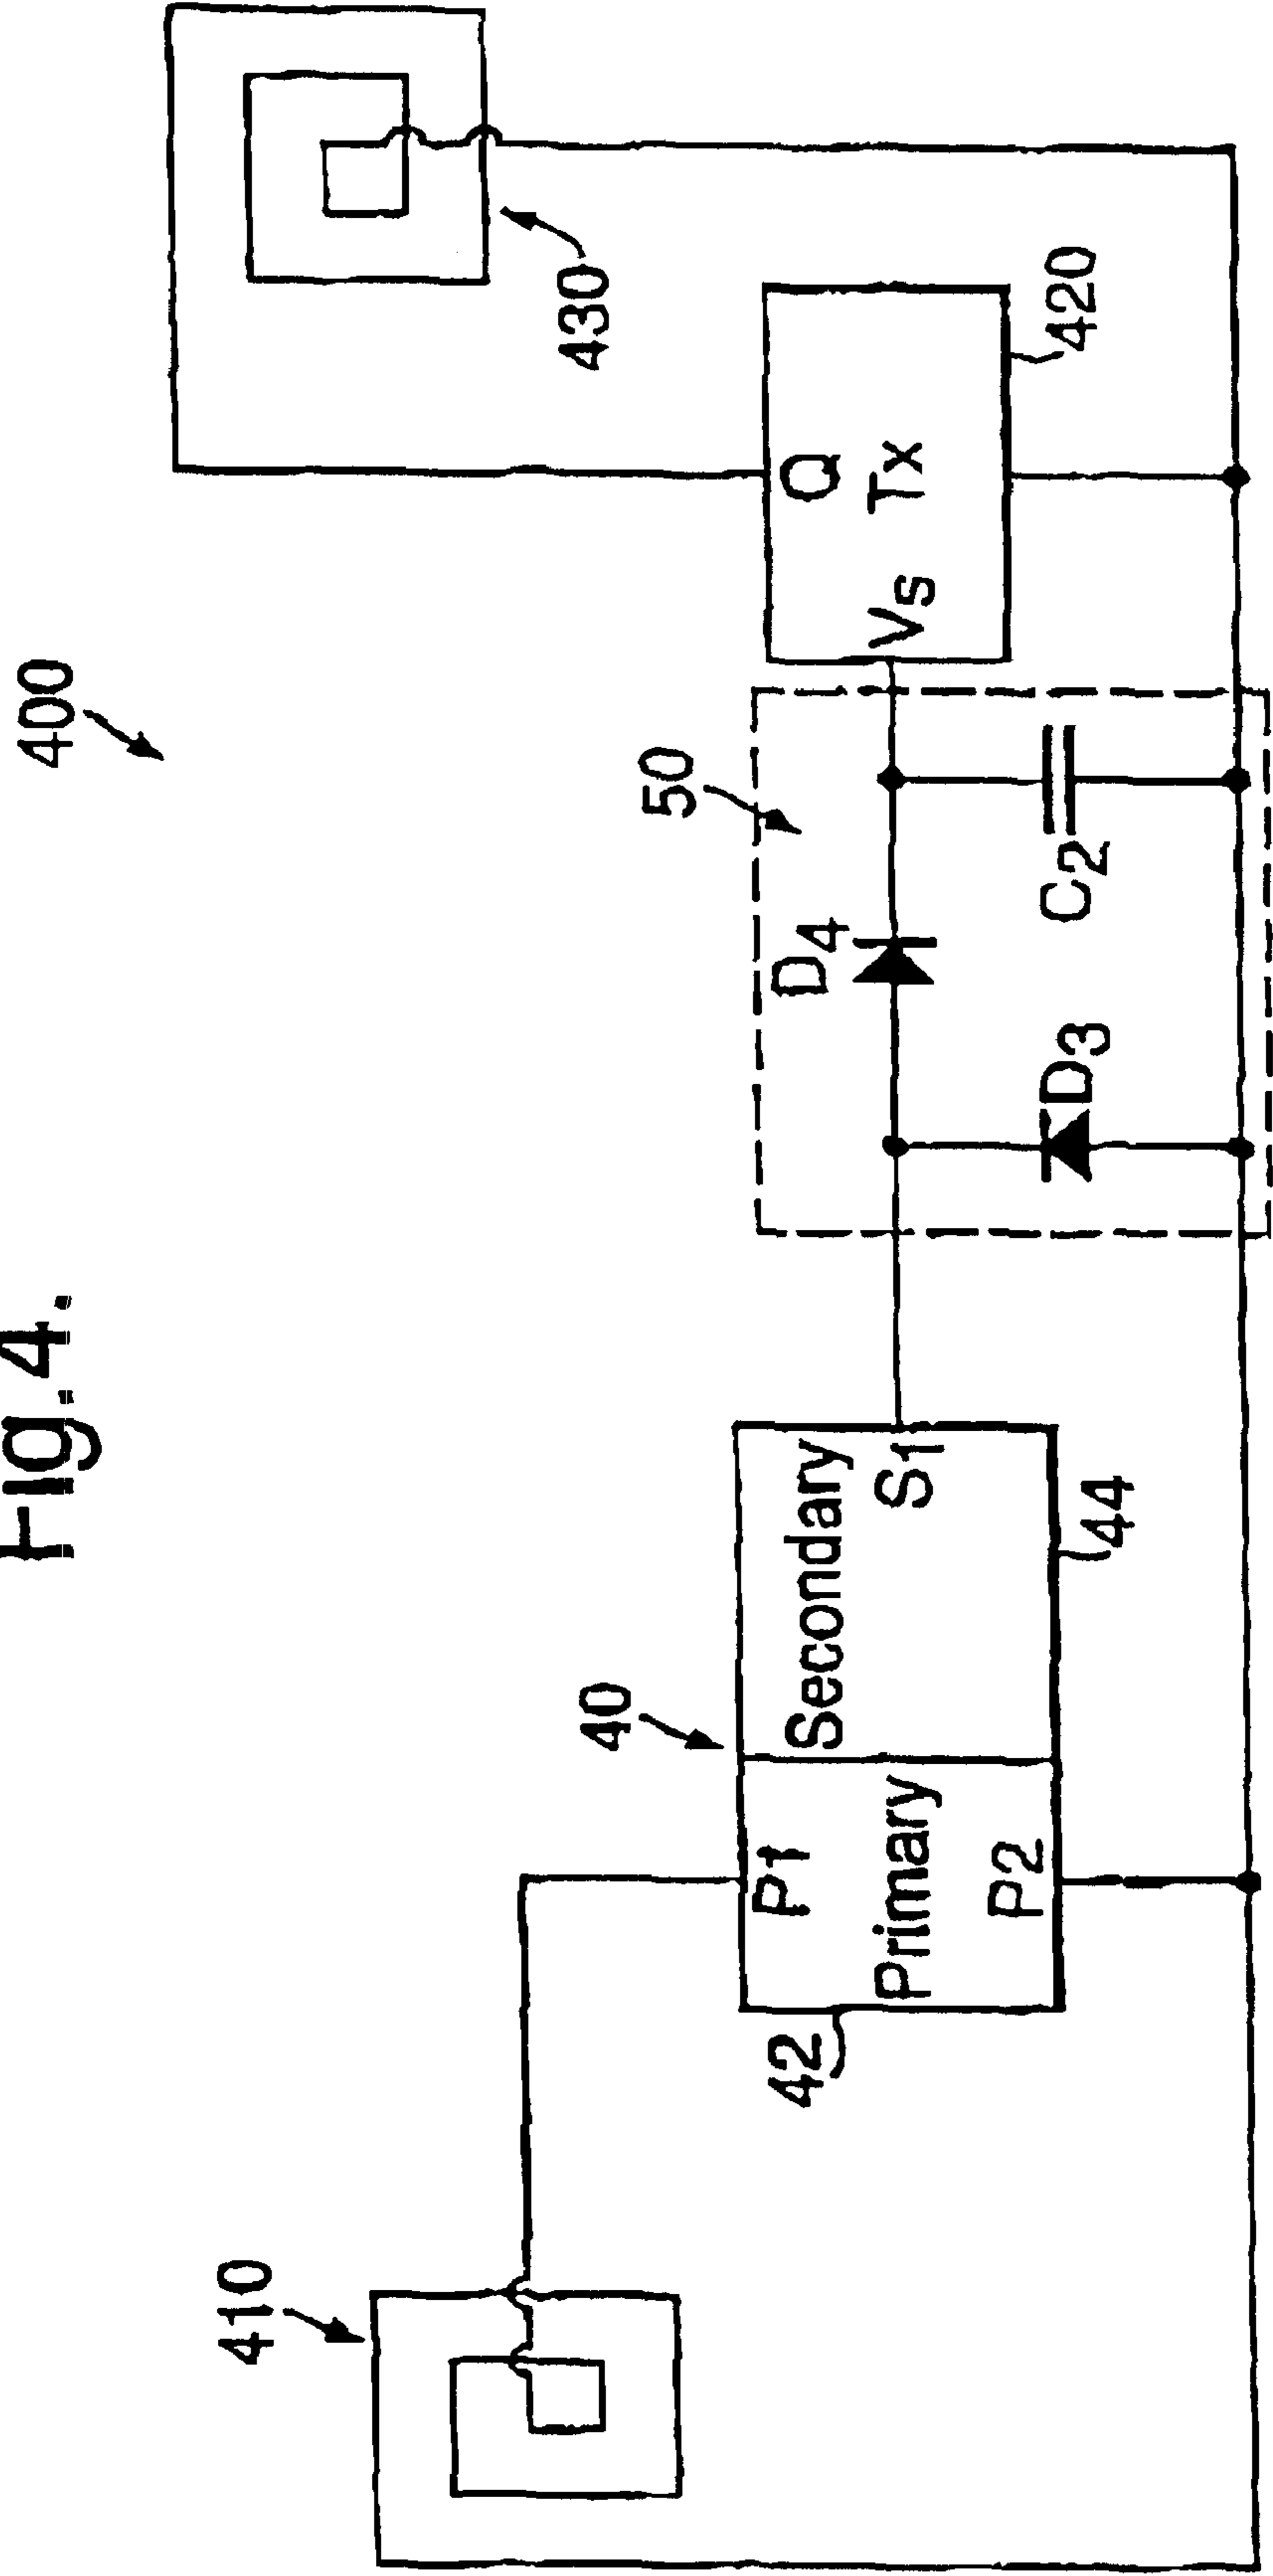 Fig.4.
400
410
430
40
50
42
44
420
P1
Primary
P2
Secondary
S1
D4
D3
C2
Q
Tx
Vs